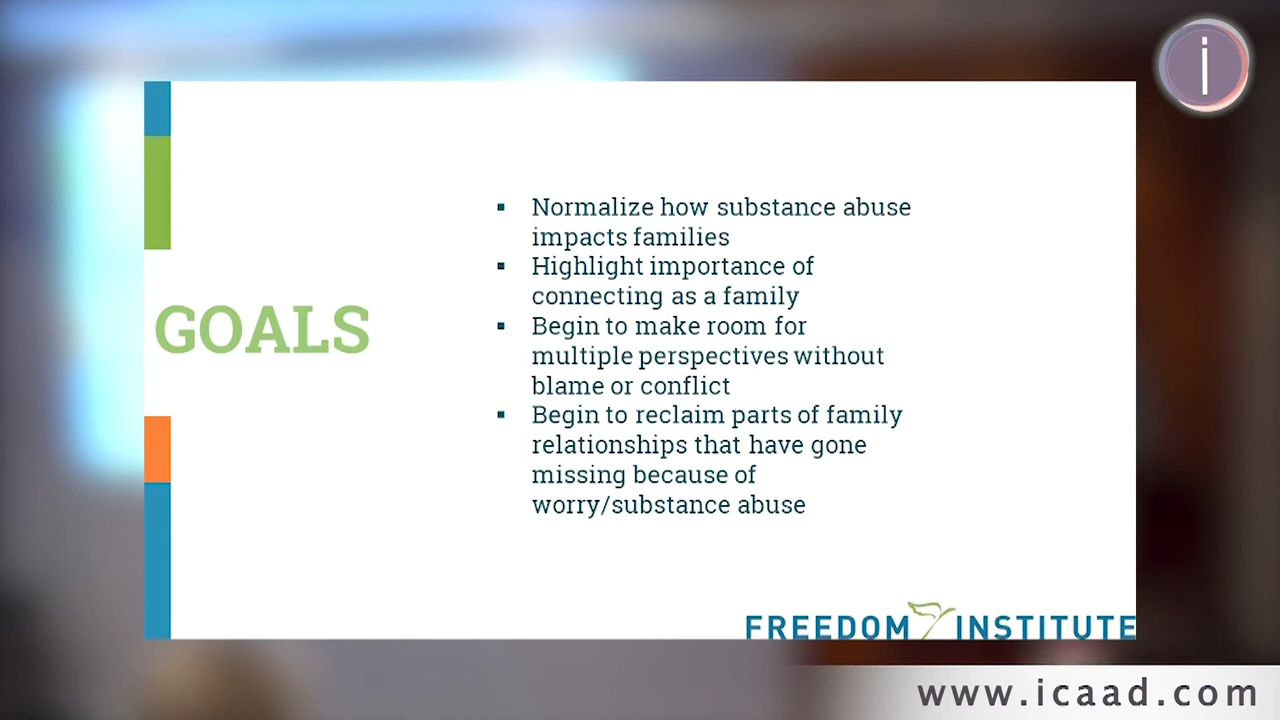 i
GOALS
▪ Normalize how substance abuse
impacts families
▪ Highlight importance of
connecting as a family
▪ Begin to make room for
multiple perspectives without
blame or conflict
▪ Begin to reclaim parts of family
relationships that have gone
missing because of
worry/substance abuse
FREEDOM INSTITUTE
www.icaad.com